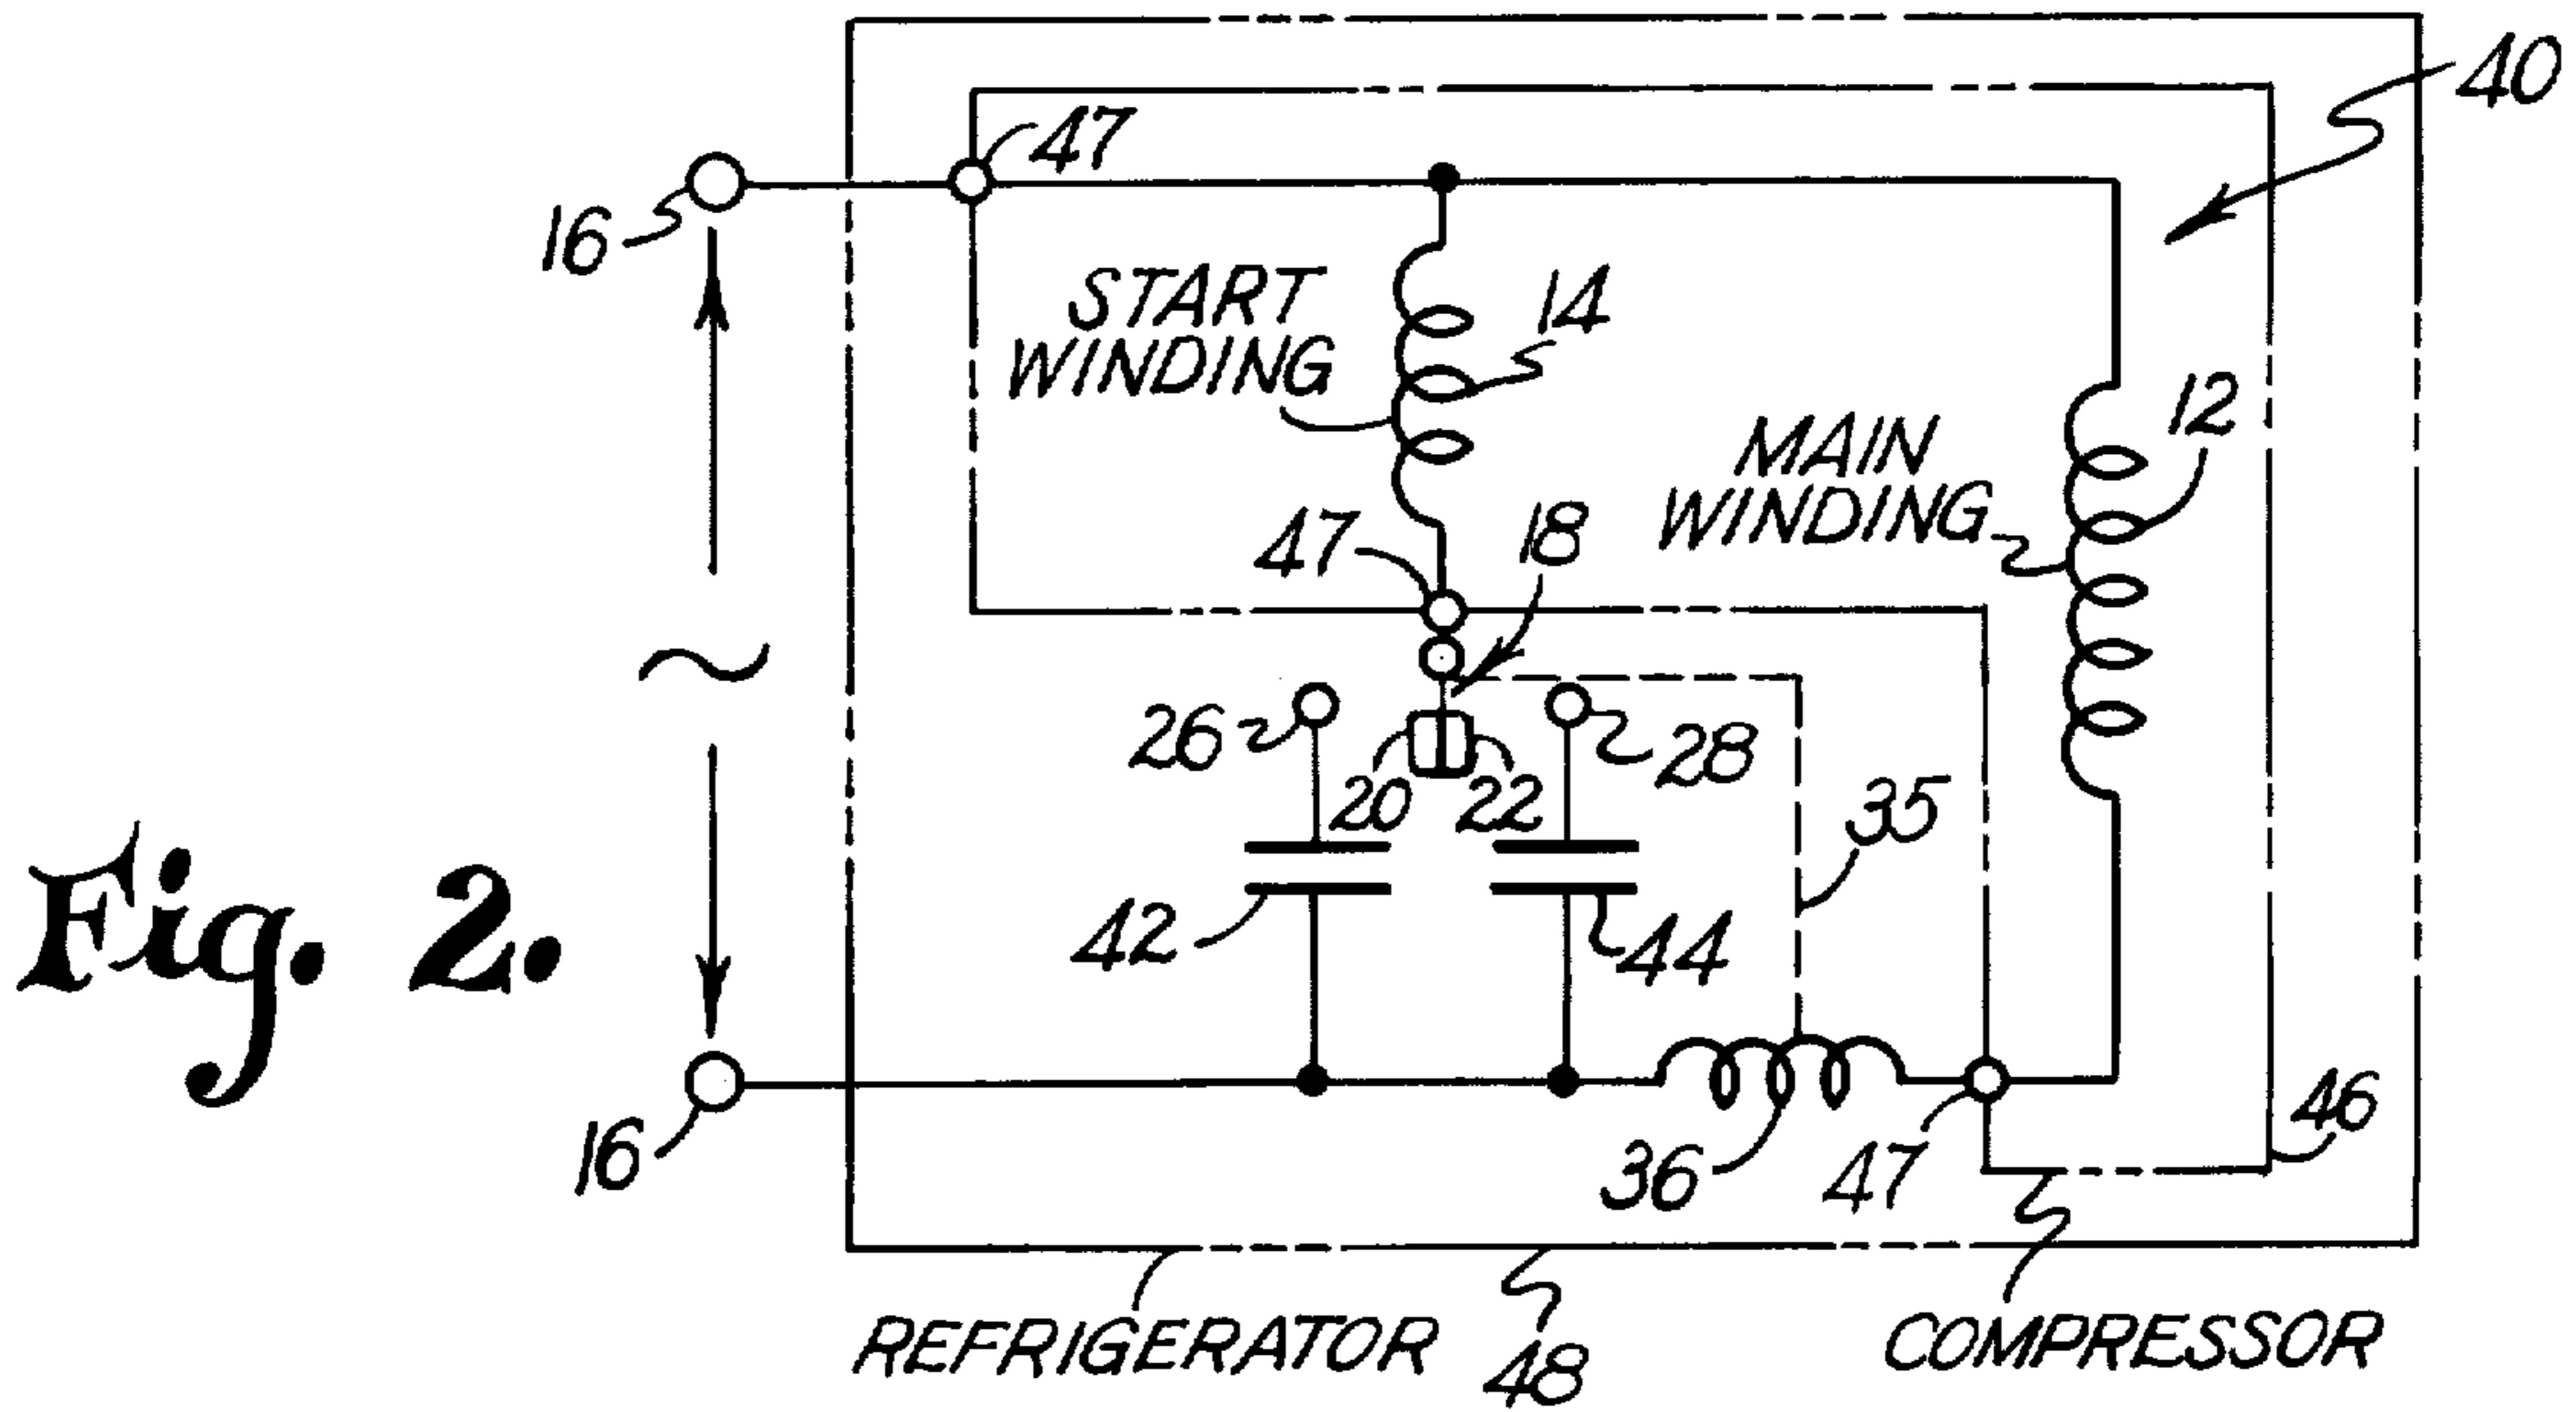 40
47
16
START
WINDING
14
12
MAIN
WINDING
47
18
26
28
20
22
35
42
44
Fig. 2.
16
36
47
46
REFRIGERATOR
48
COMPRESSOR